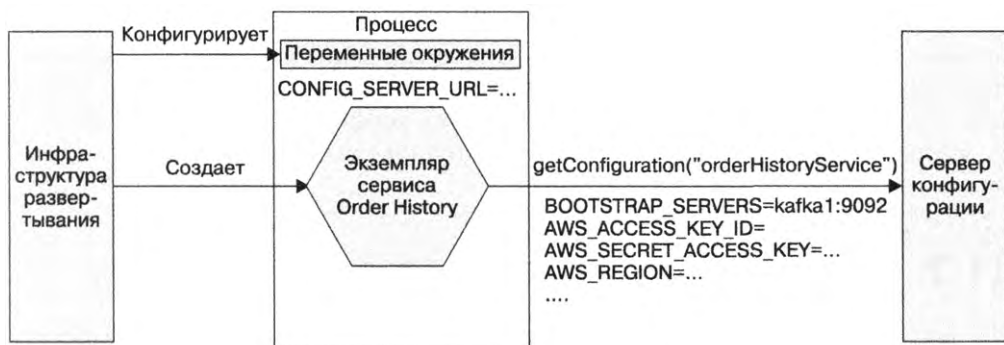 Процесс
Конфигурирует
Переменные окружения
CONFIG_SERVER_URL=...
Инфра-
структура
развер-
тывания
Создает
Экземпляр
сервиса
Order History
getConfiguration("orderHistoryService")
BOOTSTRAP_SERVERS=kafka1:9092
AWS_ACCESS_KEY_ID=
AWS_SECRET_ACCESS_KEY=...
AWS_REGION=...
....
Сервер
конфигу-
рации